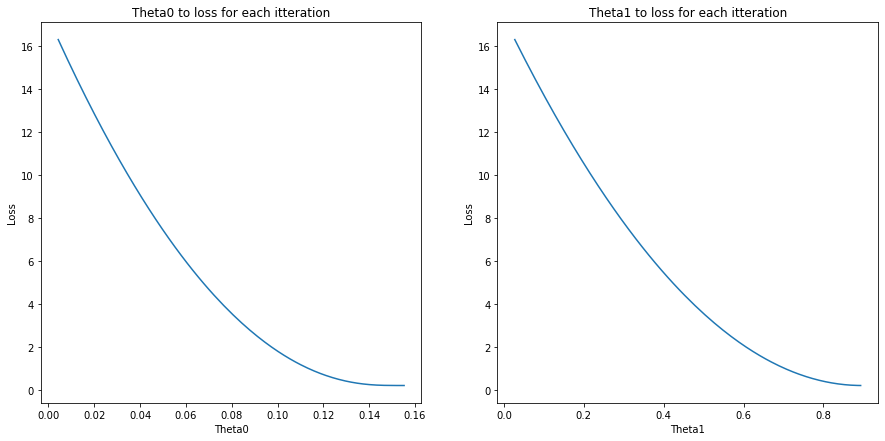 Theta0 to loss for each itteration
16
14
12
10
8
6
4
2
0
Loss
0.00 0.02 0.04 0.06 0.08 0.10 0.12 0.14 0.16
Theta0
Theta1 to loss for each itteration
16
14
12
10
8
6
4
2
0
Loss
0.0 0.2 0.4 0.6 0.8
Theta1